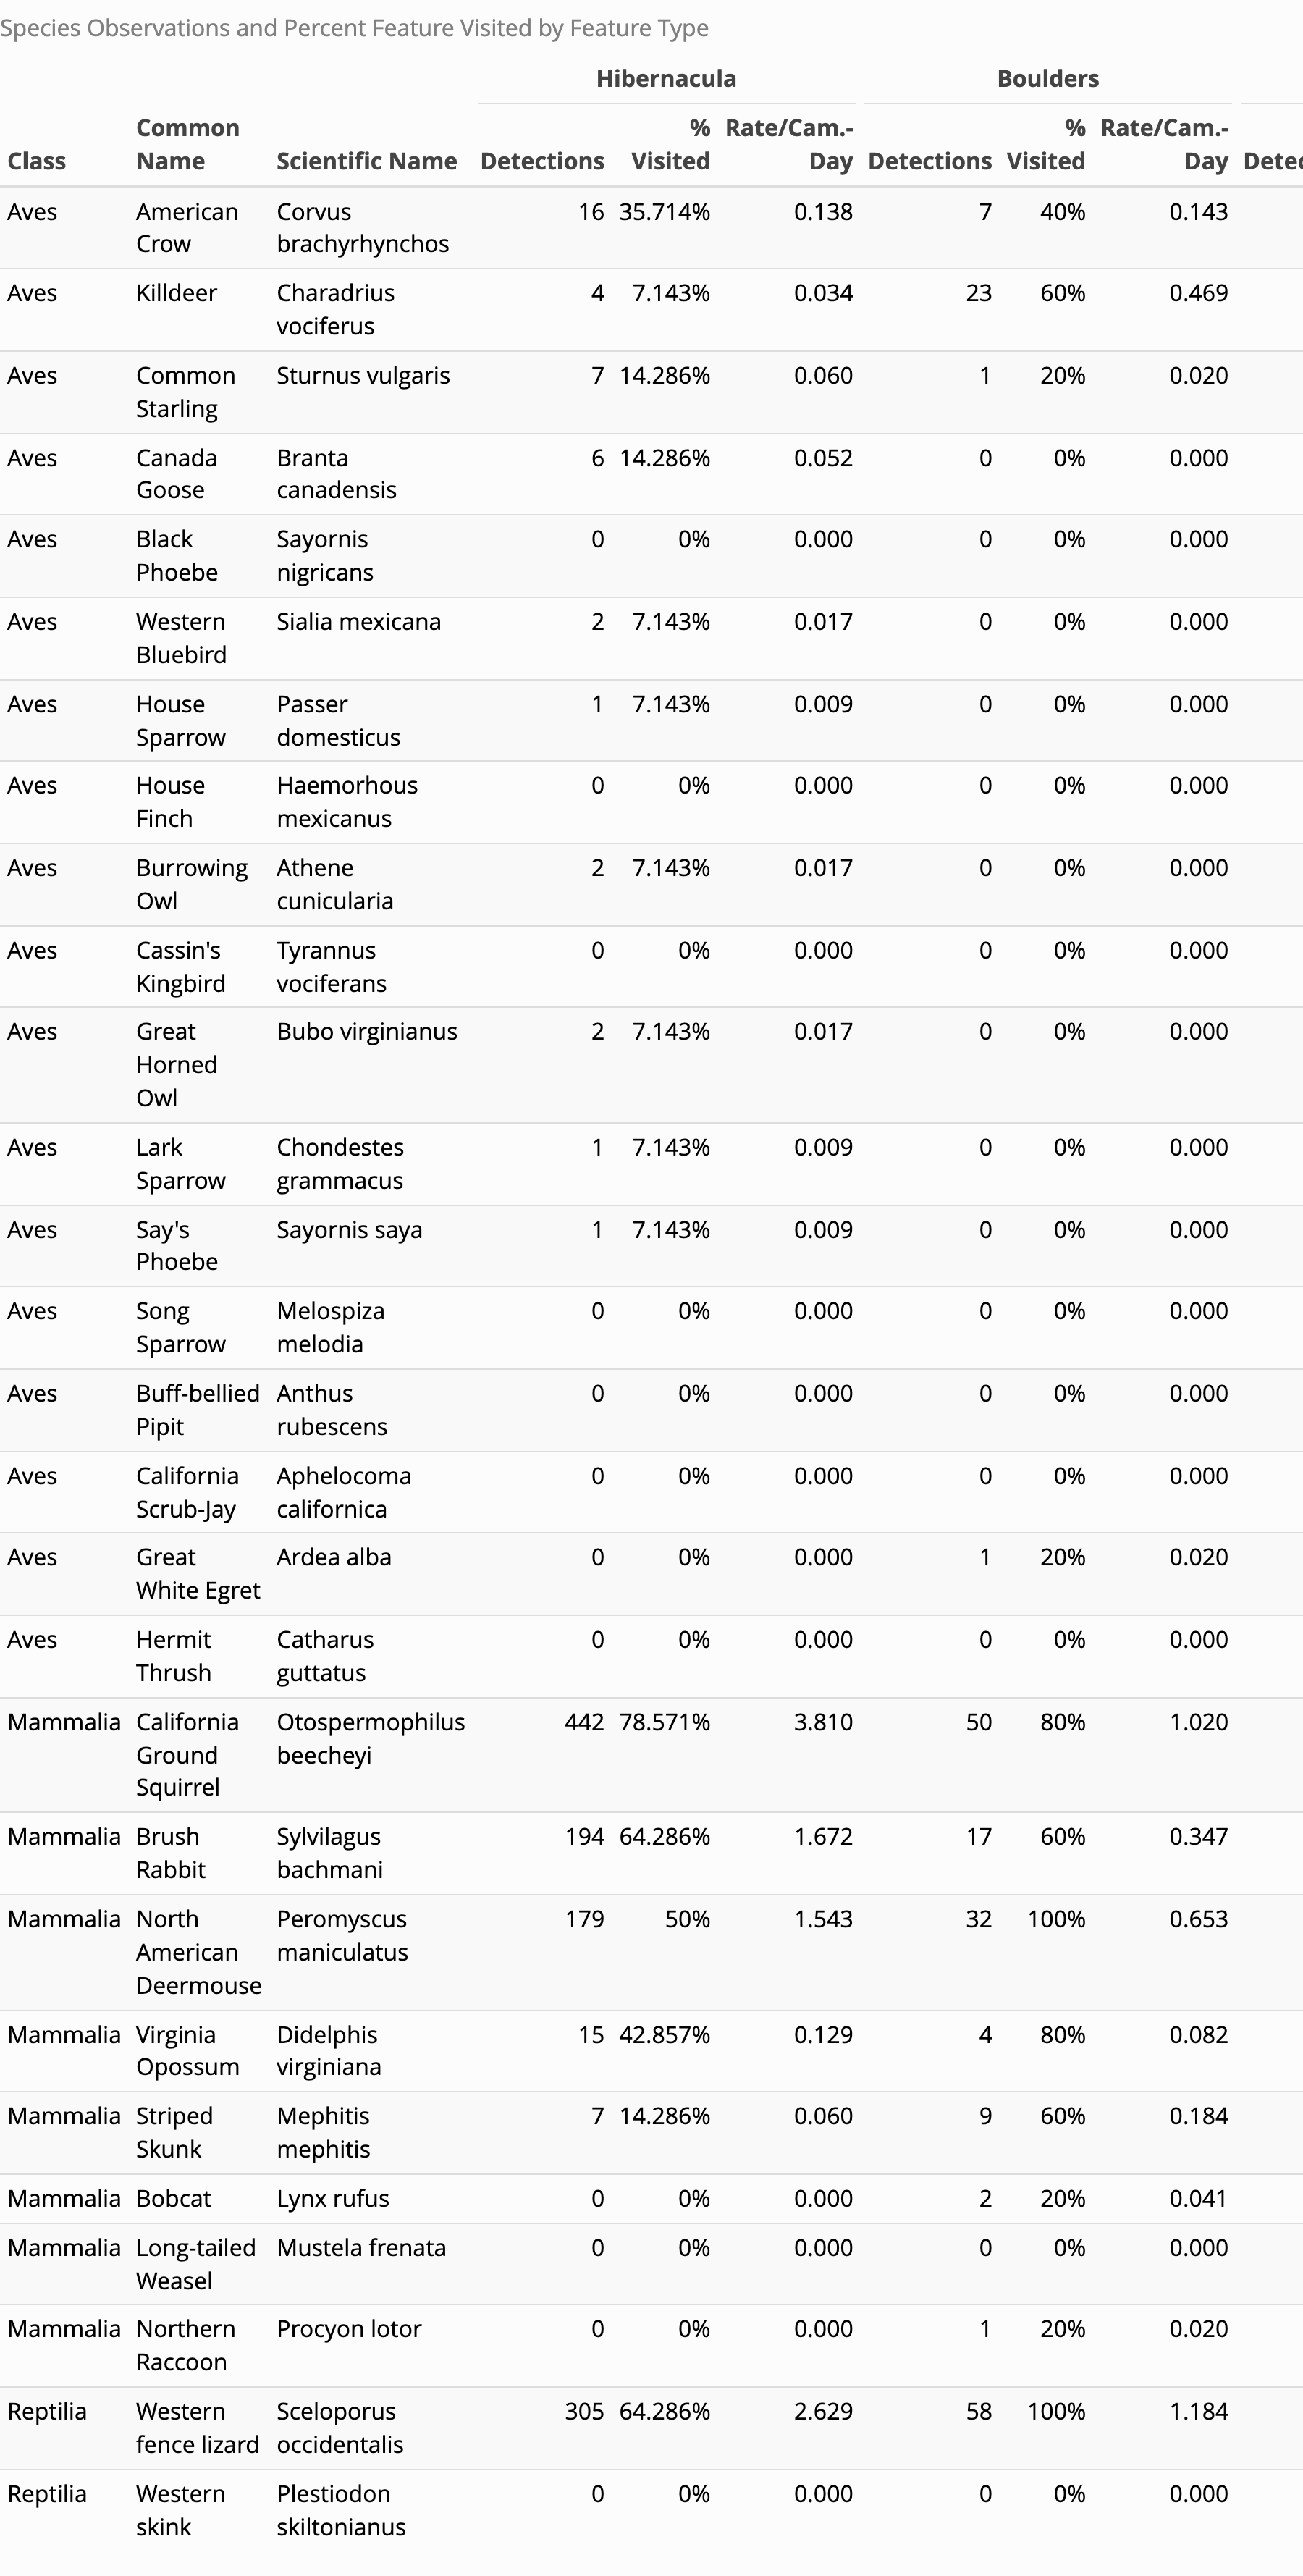 Species Observations and Percent Feature Visited by Feature Type
Hibernacula Boulders
Common % Rate/Cam.- % Rate/Cam.-
Class Name Scientific Name Detections Visited Day Detections Visited Day Detec
Aves American Corvus 16 35.714% 0.138 7 40% 0.143
Crow brachyrhynchos
Aves Killdeer Charadrius 4 7.143% 0.034 23 60% 0.469
vociferus
Aves Common Sturnus vulgaris 7 14.286% 0.060 1 20% 0.020
Starling
Aves Canada Branta 6 14.286% 0.052 0 0% 0.000
Goose canadensis
Aves Black Sayornis 0 0% 0.000 0 0% 0.000
Phoebe nigricans
Aves Western Sialia mexicana 2 7.143% 0.017 0 0% 0.000
Bluebird
Aves House Passer 1 7.143% 0.009 0 0% 0.000
Sparrow domesticus
Aves House Haemorhous 0 0% 0.000 0 0% 0.000
Finch mexicanus
Aves Burrowing Athene 2 7.143% 0.017 0 0% 0.000
Owl cunicularia
Aves Cassin's Tyrannus 0 0% 0.000 0 0% 0.000
Kingbird vociferans
Aves Great Bubo virginianus 2 7.143% 0.017 0 0% 0.000
Horned
Owl
Aves Lark Chondestes 1 7.143% 0.009 0 0% 0.000
Sparrow grammacus
Aves Say's Sayornis saya 1 7.143% 0.009 0 0% 0.000
Phoebe
Aves Song Melospiza 0 0% 0.000 0 0% 0.000
Sparrow melodia
Aves Buff-bellied Anthus 0 0% 0.000 0 0% 0.000
Pipit rubescens
Aves California Aphelocoma 0 0% 0.000 0 0% 0.000
Scrub-Jay californica
Aves Great Ardea alba 0 0% 0.000 1 20% 0.020
White Egret
Aves Hermit Catharus 0 0% 0.000 0 0% 0.000
Thrush guttatus
Mammalia California Otospermophilus 442 78.571% 3.810 50 80% 1.020
Ground beecheyi
Squirrel
Mammalia Brush Sylvilagus 194 64.286% 1.672 17 60% 0.347
Rabbit bachmani
Mammalia North Peromyscus 179 50% 1.543 32 100% 0.653
American maniculatus
Deermouse
Mammalia Virginia Didelphis 15 42.857% 0.129 4 80% 0.082
Opossum virginiana
Mammalia Striped Mephitis 7 14.286% 0.060 9 60% 0.184
Skunk mephitis
Mammalia Bobcat Lynx rufus 0 0% 0.000 2 20% 0.041
Mammalia Long-tailed Mustela frenata 0 0% 0.000 0 0% 0.000
Weasel
Mammalia Northern Procyon lotor 0 0% 0.000 1 20% 0.020
Raccoon
Reptilia Western Sceloporus 305 64.286% 2.629 58 100% 1.184
fence lizard occidentalis
Reptilia Western Plestiodon 0 0% 0.000 0 0% 0.000
skink skiltonianus